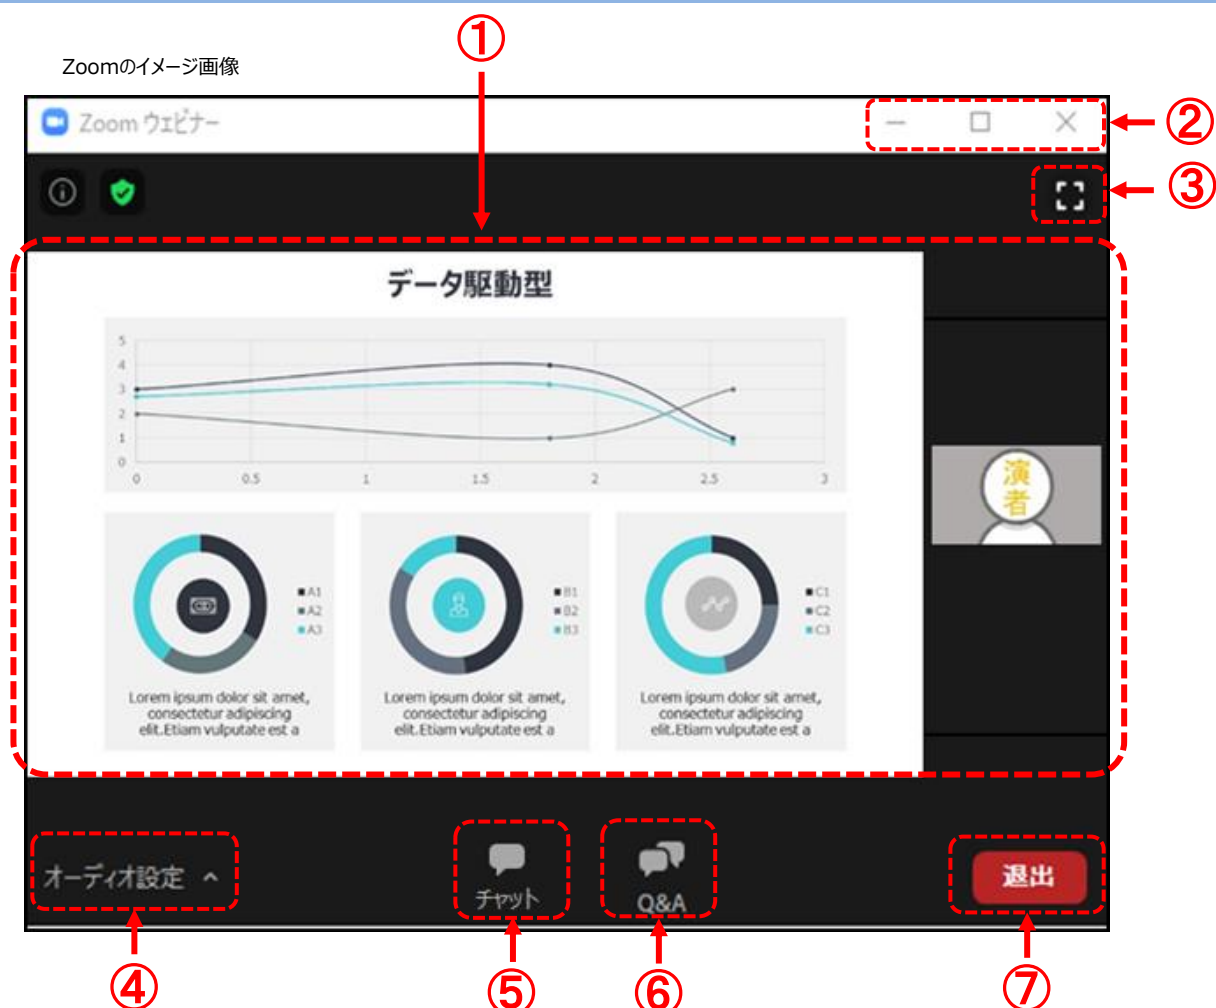 ①
Zoomのイメージ画像
Zoom ウェビナー
②
③
データ駆動型
5
4
3
2
1
0
0 0.5 1 1.5 2 2.5 3
演者
A1
A2
A3
Lorem ipsum dolor sit amet,
consectetur adipiscing
elit.Etiam vulputate est a
B1
B2
B3
Lorem ipsum dolor sit amet,
consectetur adipiscing
elit.Etiam vulputate est a
C1
C2
C3
Lorem ipsum dolor sit amet,
consectetur adipiscing
elit.Etiam vulputate est a
オーディオ設定
チャット
Q&A
退出
④
⑤
⑥
⑦